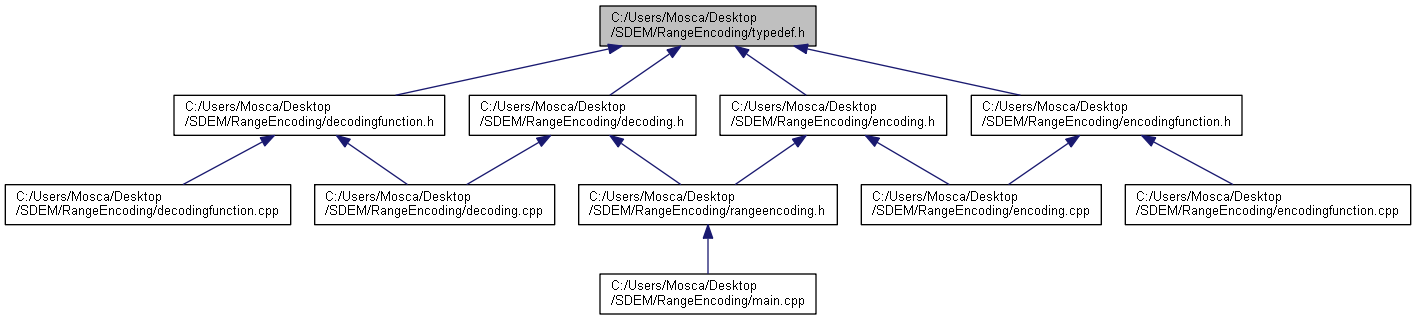 C:/Users/Mosca/Desktop
/SDEM/RangeEncoding/typedef.h
C:/Users/Mosca/Desktop
/SDEM/RangeEncoding/decodingfunction.h
C:/Users/Mosca/Desktop
/SDEM/RangeEncoding/decoding.h
C:/Users/Mosca/Desktop
/SDEM/RangeEncoding/encoding.h
C:/Users/Mosca/Desktop
/SDEM/RangeEncoding/encodingfunction.h
C:/Users/Mosca/Desktop
/SDEM/RangeEncoding/decodingfunction.cpp
C:/Users/Mosca/Desktop
/SDEM/RangeEncoding/decoding.cpp
C:/Users/Mosca/Desktop
/SDEM/RangeEncoding/rangeencoding.h
C:/Users/Mosca/Desktop
/SDEM/RangeEncoding/encoding.cpp
C:/Users/Mosca/Desktop
/SDEM/RangeEncoding/encodingfunction.cpp
C:/Users/Mosca/Desktop
/SDEM/RangeEncoding/main.cpp